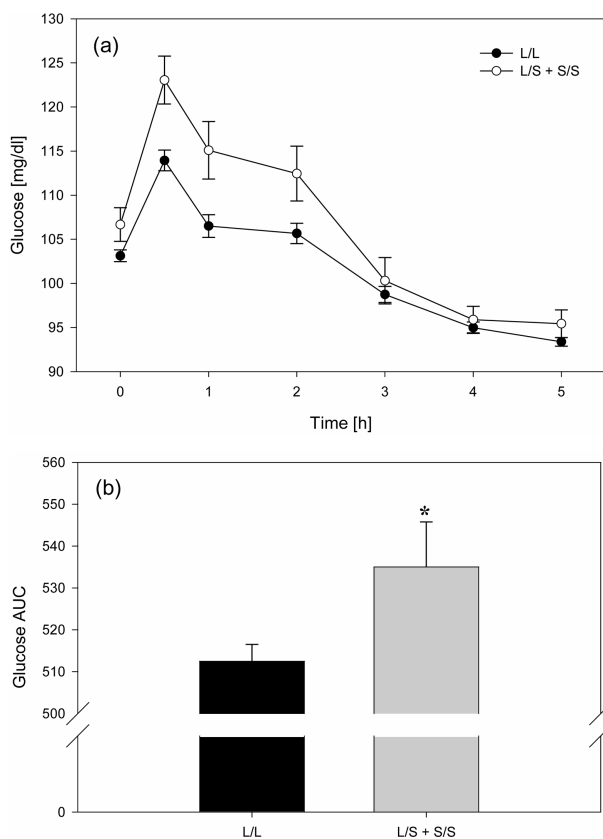 (a)
L/L
L/S + S/S
Glucose [mg/dl]
130
125
120
115
110
105
100
95
90
0 1 2 3 4 5
Time [h]
(b)
*
Glucose AUC
560
550
540
530
520
510
500
0
L/L L/S + S/S